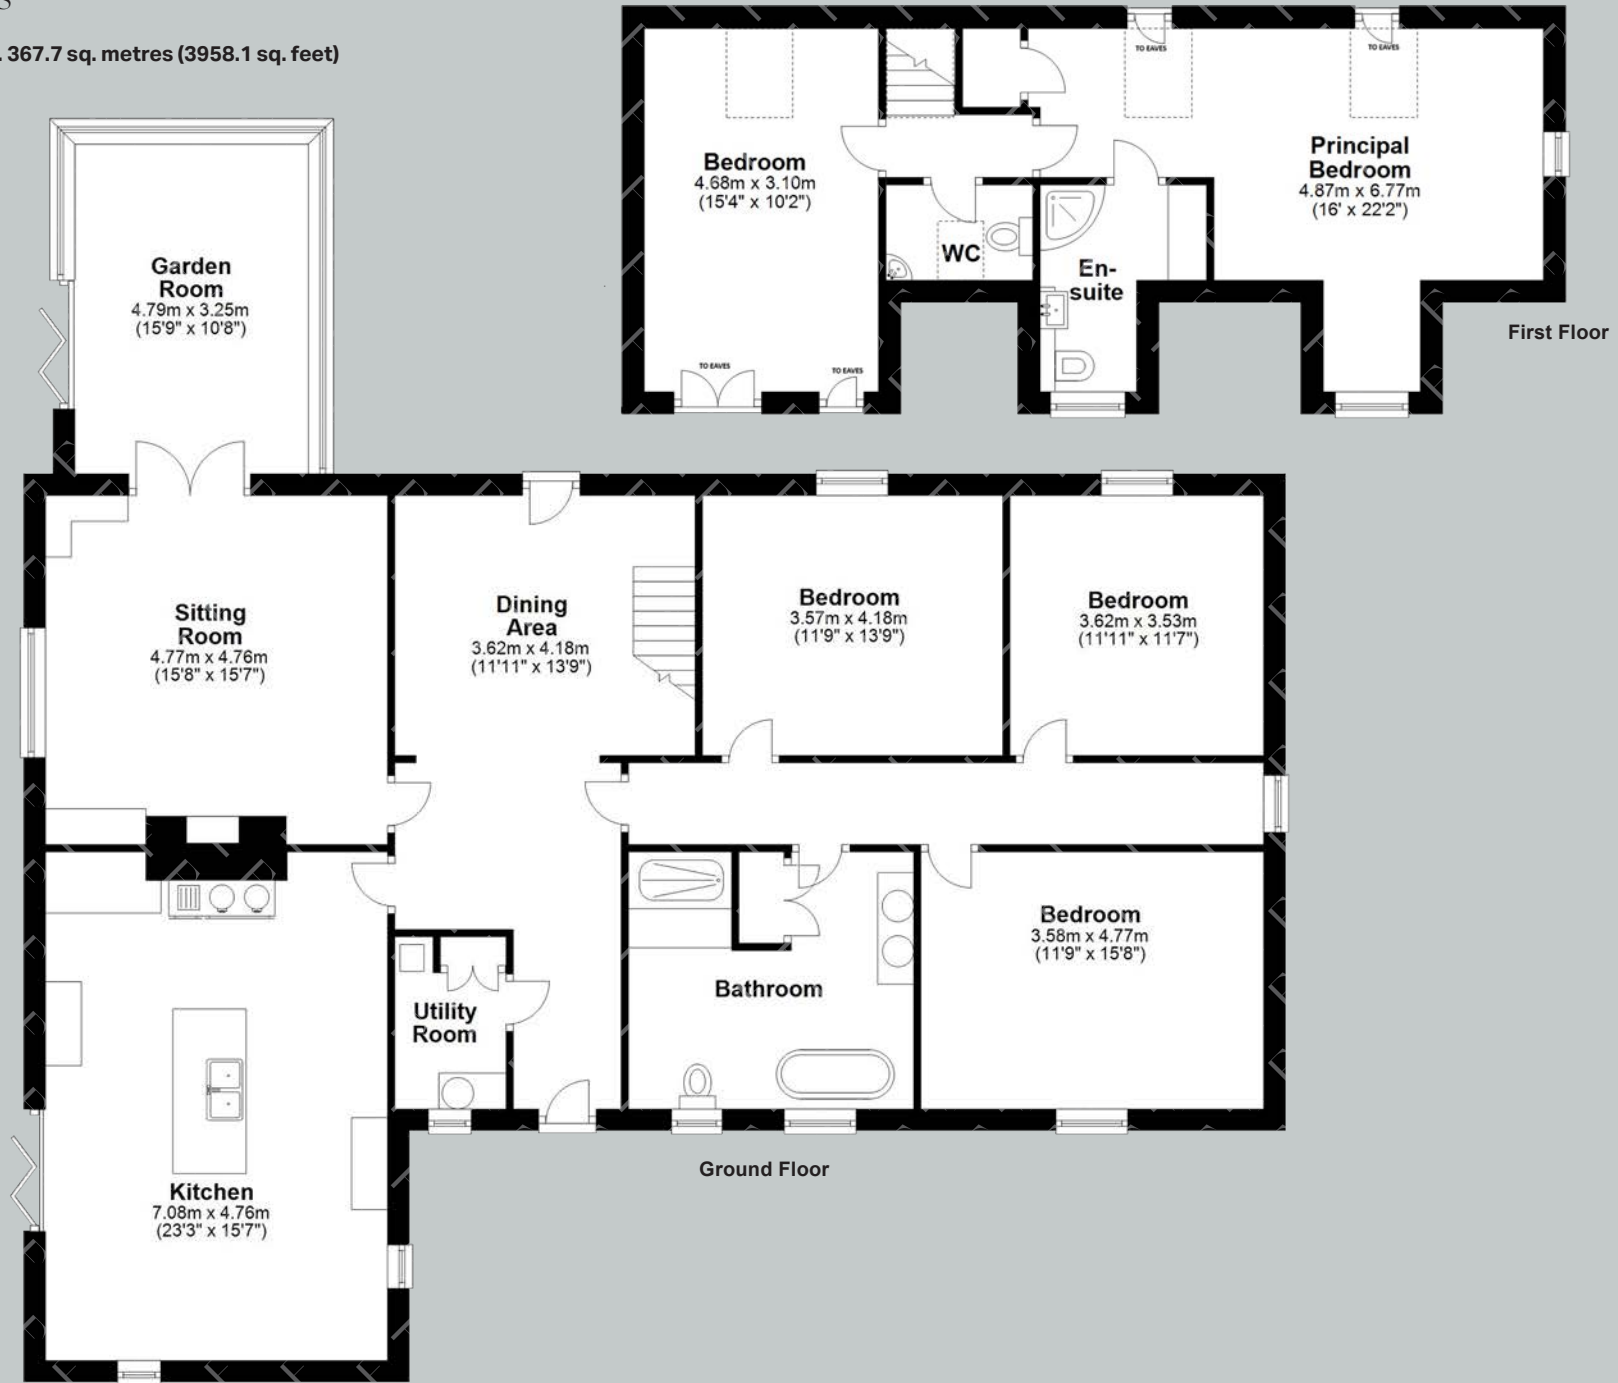 . 367.7 sq. metres (3958.1 sq. feet)
TO EAVES
TO EAVES
Bedroom
4.68m x 3.10m
(15'4" x 10'2")
Principal
Bedroom
4.87m x 6.77m
(16' x 22'2")
WC
En-
suite
TO EAVES
TO EAVES
First Floor
Garden
Room
4.79m x 3.25m
(15'9" x 10'8")
Sitting
Room
4.77m x 4.76m
(15'8" x 15'7")
Dining
Area
3.62m x 4.18m
(11'11" x 13'9")
Bedroom
3.57m x 4.18m
(11'9" x 13'9")
Bedroom
3.62m x 3.53m
(11'11" x 11'7")
Bedroom
3.58m x 4.77m
(11'9" x 15'8")
Bathroom
Utility
Room
Kitchen
7.08m x 4.76m
(23'3" x 15'7")
Ground Floor